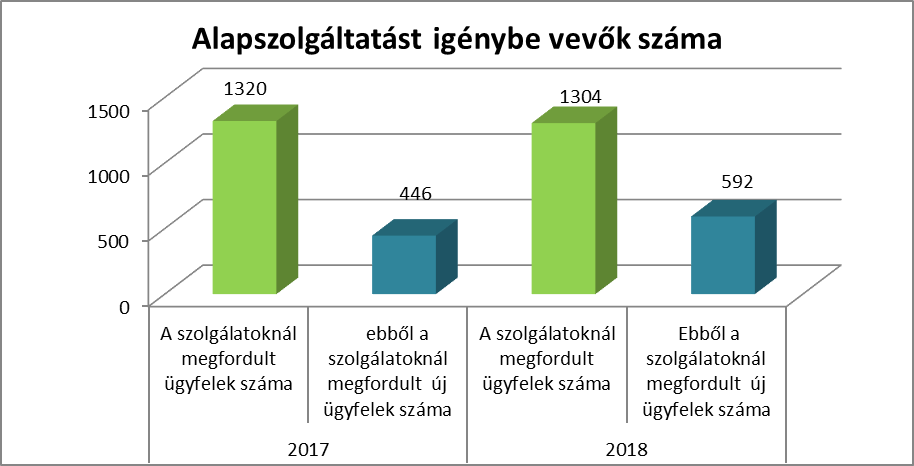 Alapszolgáltatást igénybe vevők száma
1320
1304
592
446
1500
1000
500
0
A szolgálatoknál
megfordult
ügyfelek száma
ebből a
szolgálatoknál
megfordult új
ügyfelek száma
A szolgálatoknál
megfordult
ügyfelek száma
Ebből a
szolgálatoknál
megfordult új
ügyfelek száma
2017
2018